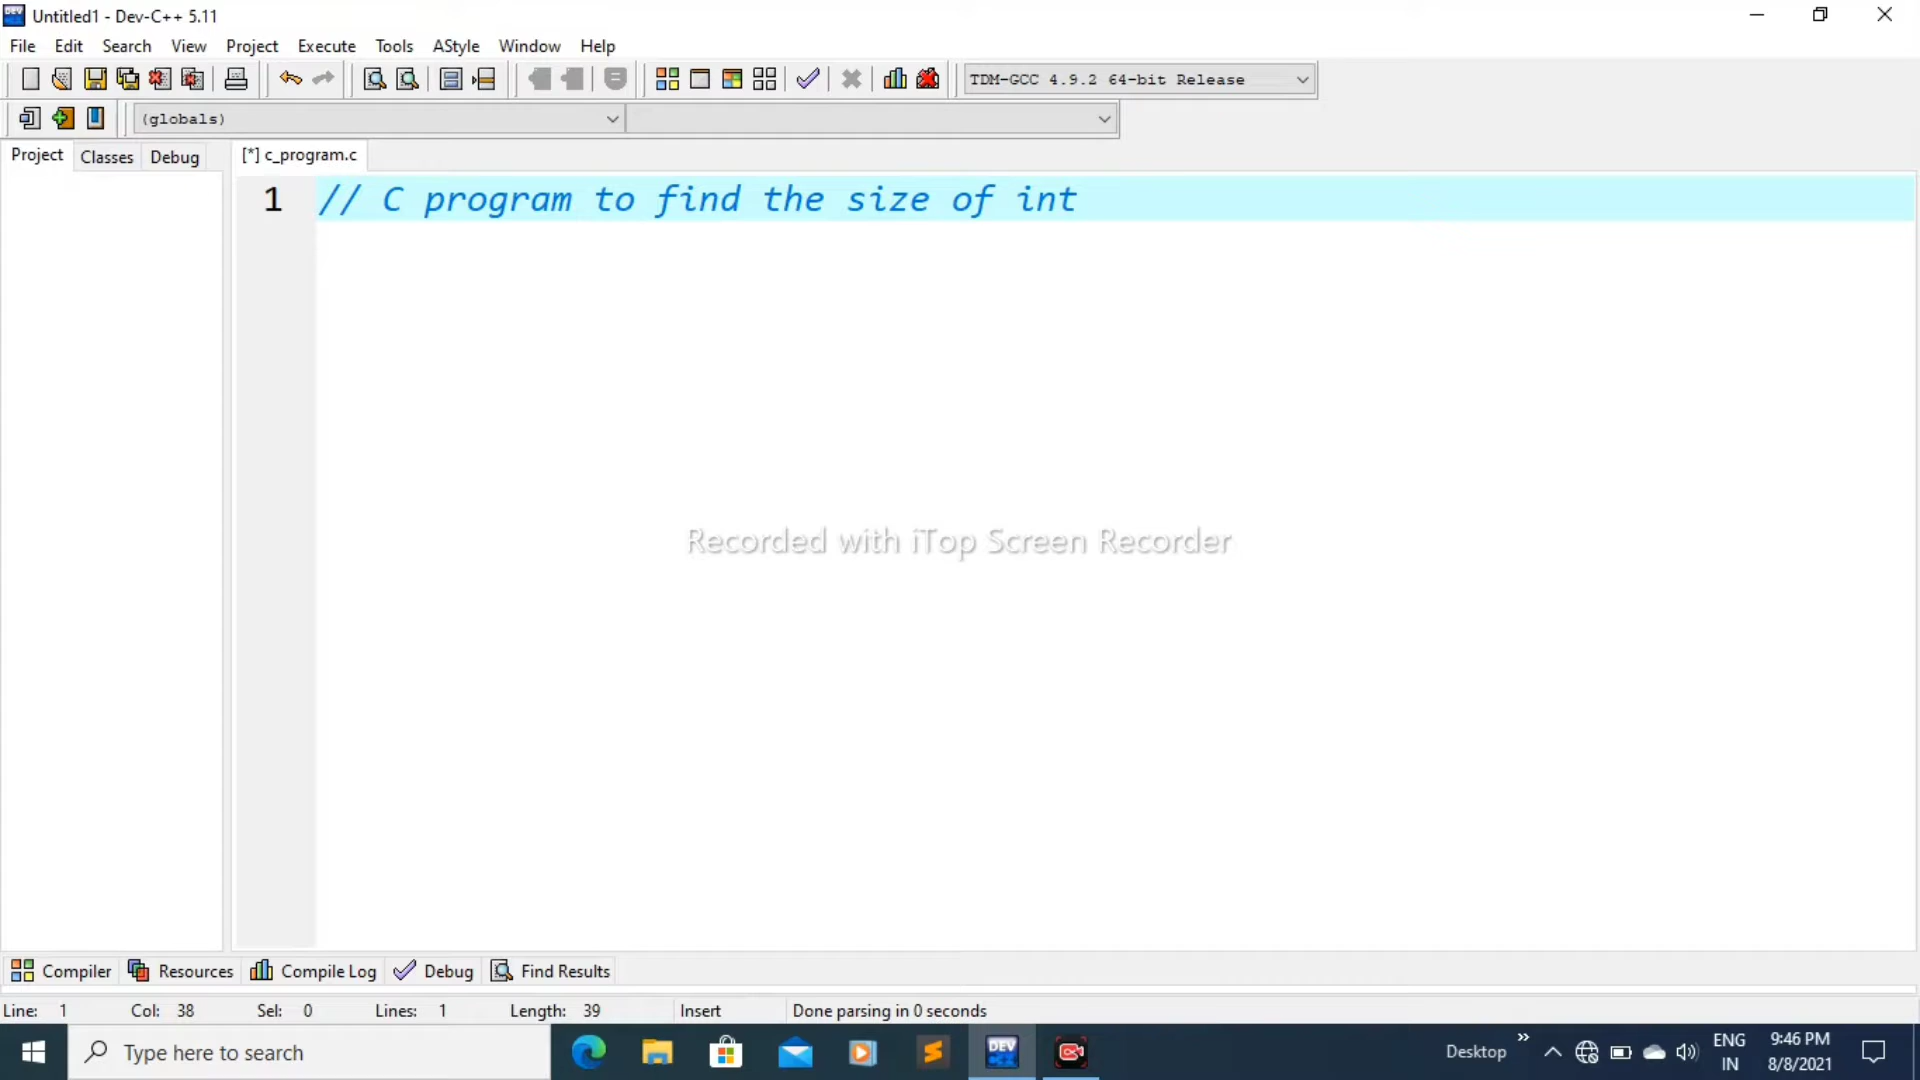 Untitled1 - Dev-C++ 5.11
File Edit Search View Project Execute Tools AStyle Window Help
TDM-GCC 4.9.2 64-bit Release
(globals)
Project Classes Debug [*] c_program.c
1 // C program to find the size of int
Recorded with iTop Screen Recorder
Compiler Resources Compile Log Debug Find Results
Line: 1 Col: 38 Sel: 0 Lines: 1 Length: 39 Insert Done parsing in 0 seconds
Type here to search DEV Desktop » ENG 9:46 PM
IN 8/8/2021